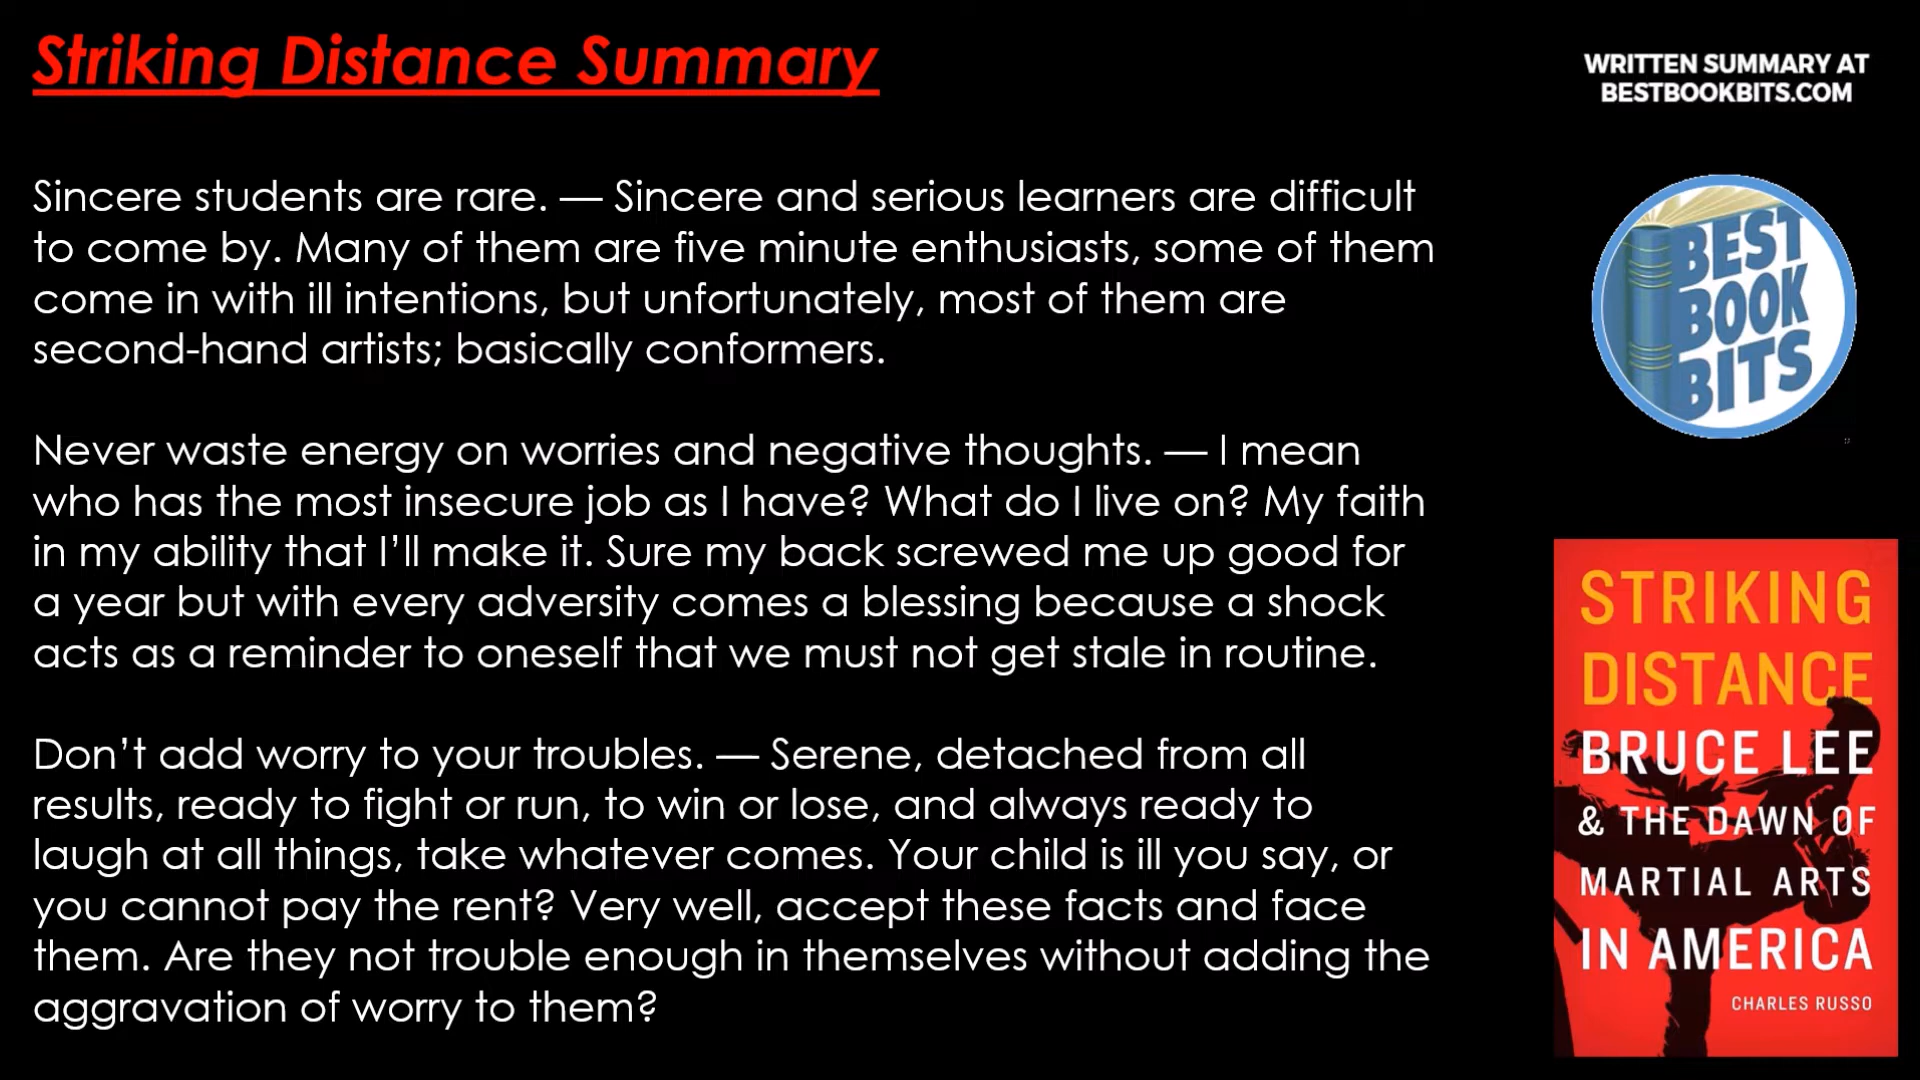 Striking Distance Summary
WRITTEN SUMMARY AT
BESTBOOKBITS.COM
Sincere students are rare. — Sincere and serious learners are difficult
to come by. Many of them are five minute enthusiasts, some of them
come in with ill intentions, but unfortunately, most of them are
second-hand artists; basically conformers.
Never waste energy on worries and negative thoughts. — I mean
who has the most insecure job as I have? What do I live on? My faith
in my ability that I’ll make it. Sure my back screwed me up good for
a year but with every adversity comes a blessing because a shock
acts as a reminder to oneself that we must not get stale in routine.
Don’t add worry to your troubles. — Serene, detached from all
results, ready to fight or run, to win or lose, and always ready to
laugh at all things, take whatever comes. Your child is ill you say, or
you cannot pay the rent? Very well, accept these facts and face
them. Are they not trouble enough in themselves without adding the
aggravation of worry to them?
BEST
BOOK
BITS
STRIKING
DISTANCE
BRUCE LEE
& THE DAWN OF
MARTIAL ARTS
IN AMERICA
CHARLES RUSSO